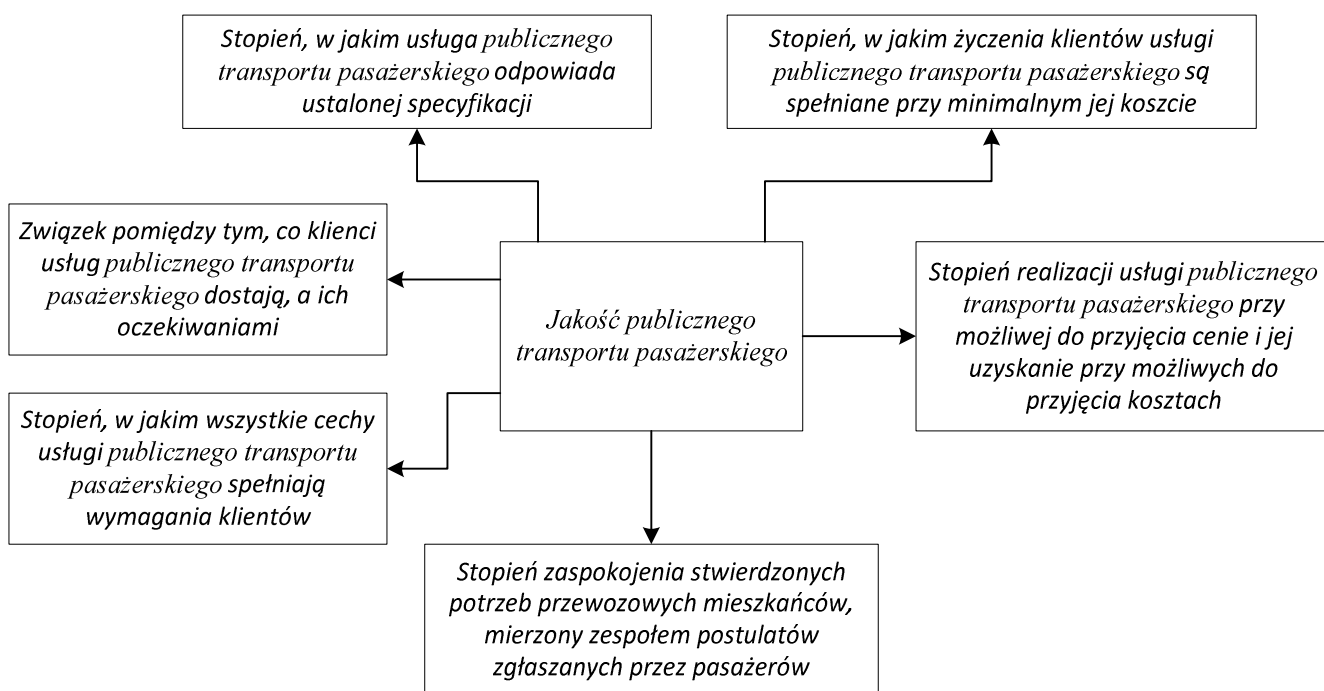 Stopień, w jakim usługa publicznego
transportu pasażerskiego odpowiada
ustalonej specyfikacji
Stopień, w jakim życzenia klientów usługi
publicznego transportu pasażerskiego są
spełniane przy minimalnym jej koszcie
Związek pomiędzy tym, co klienci
usług publicznego transportu
pasażerskiego dostają, a ich
oczekiwaniami
Jakość publicznego
transportu pasażerskiego
Stopień realizacji usługi publicznego
transportu pasażerskiego przy
możliwej do przyjęcia cenie i jej
uzyskanie przy możliwych do
przyjęcia kosztach
Stopień, w jakim wszystkie cechy
usługi publicznego transportu
pasażerskiego spełniają
wymagania klientów
Stopień zaspokojenia stwierdzonych
potrzeb przewozowych mieszkańców,
mierzony zespołem postulatów
zgłaszanych przez pasażerów